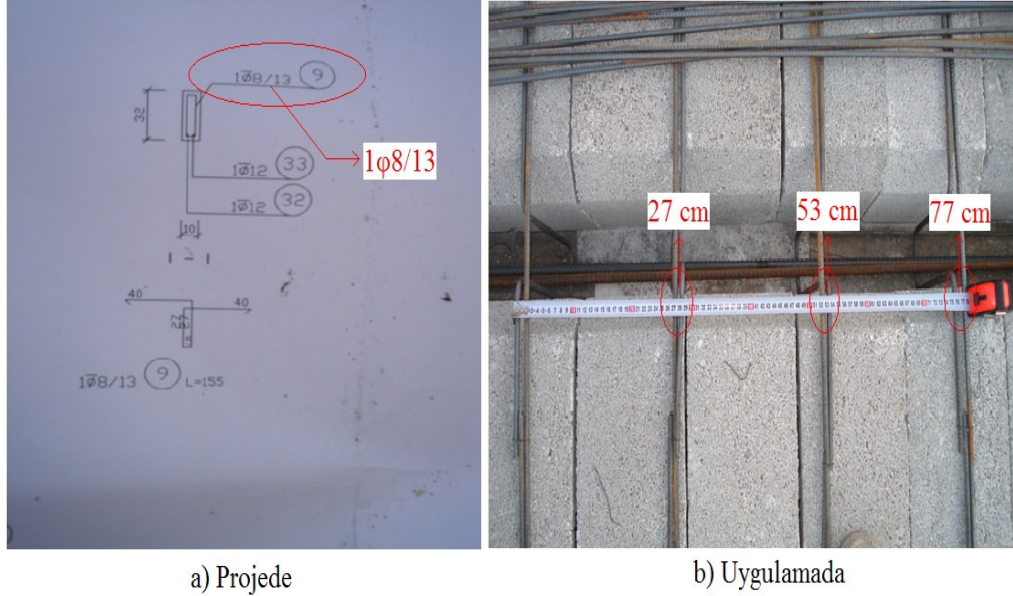 1Ø8/13 9
32
1φ8/13
1Ø12 33
1Ø12 32
10
40
40
27
27
1Ø8/13 9 L=155
27 cm
53 cm
77 cm
a) Projede
b) Uygulamada